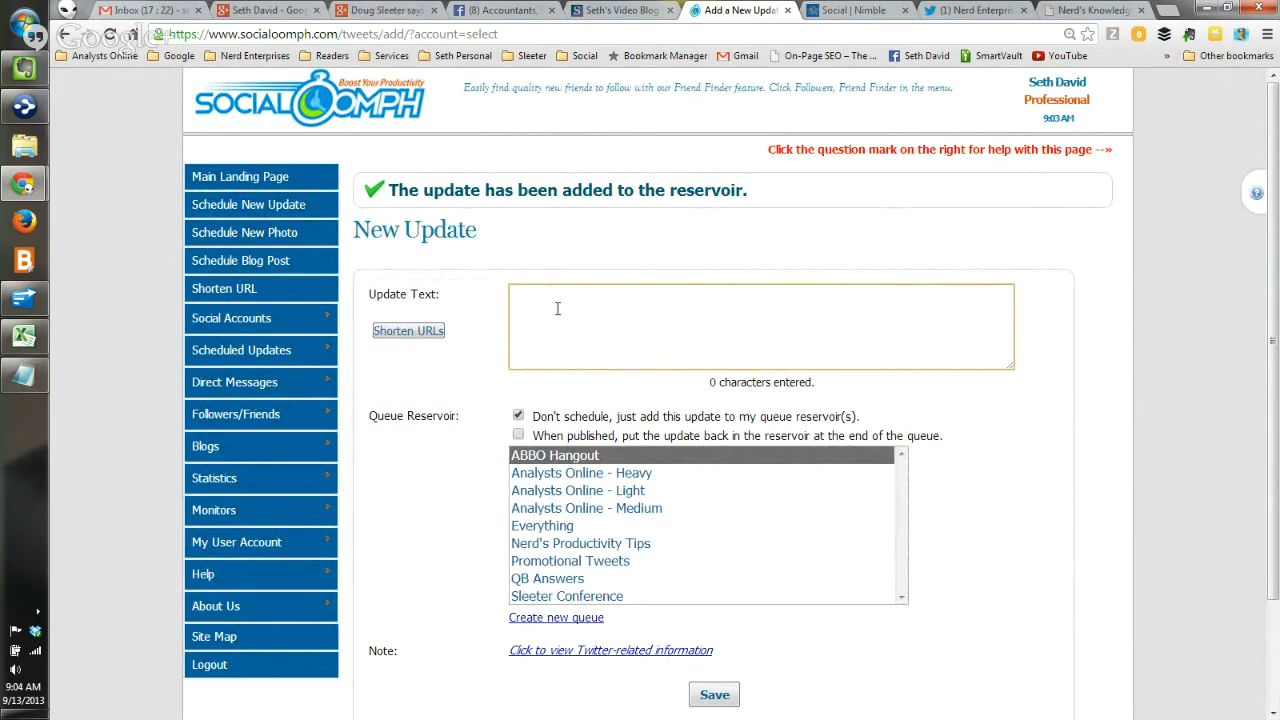 Inbox (17 : 22) - s
Seth David - Goo
Doug Sleeter sayi
(8) Accountants,
Seth's Video Blog
Add a New Updat
Social | Nimble
(1) Nerd Enterpri
Nerd's Knowledg
Google+
https://www.socialoomph.com/tweets/add/?account=select
Analysts Online
Google
Nerd Enterprises
Readers
Services
Seth Personal
Sleeter
Social
Bookmark Manager
Gmail
On-Page SEO — The ...
Seth David
SmartVault
YouTube
»
Other bookmarks
Boost Your Productivity
SOCIAL OOMPH
Easily find quality new friends to follow with our Friend Finder feature. Click Followers, Friend Finder in the menu.
Seth David
Professional
9:03 AM
Click the question mark on the right for help with this page --»
Main Landing Page
Schedule New Update
Schedule New Photo
Schedule Blog Post
Shorten URL
Social Accounts
Scheduled Updates
Direct Messages
Followers/Friends
Blogs
Statistics
Monitors
My User Account
Help
About Us
Site Map
Logout
The update has been added to the reservoir.
New Update
Update Text:
Shorten URLs
0 characters entered.
Queue Reservoir:
Don't schedule, just add this update to my queue reservoir(s).
When published, put the update back in the reservoir at the end of the queue.
ABBO Hangout
Analysts Online - Heavy
Analysts Online - Light
Analysts Online - Medium
Everything
Nerd's Productivity Tips
Promotional Tweets
QB Answers
Sleeter Conference
Create new queue
Note:
Click to view Twitter-related information
Save
9:04 AM
9/13/2013